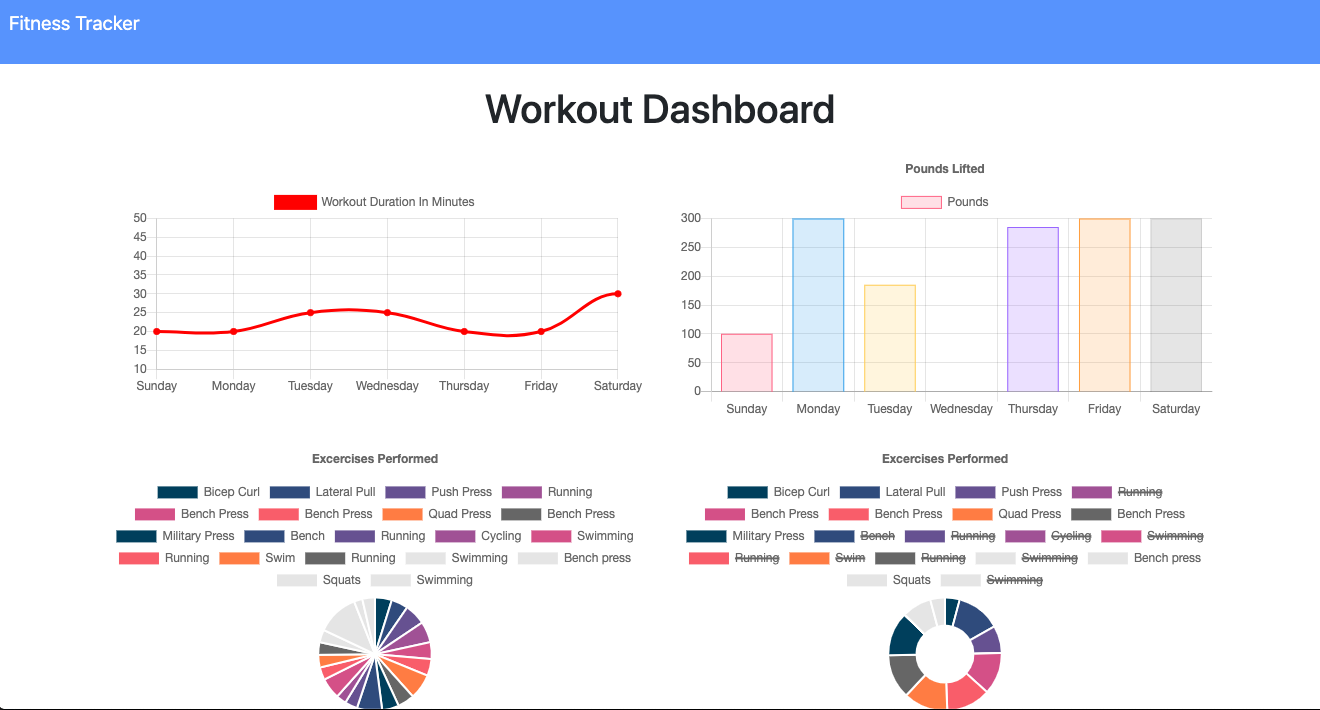 Fitness Tracker
Workout Dashboard
Workout Duration In Minutes
50
45
40
35
30
25
20
15
10
Sunday Monday Tuesday Wednesday Thursday Friday Saturday
Pounds Lifted
Pounds
300
250
200
150
100
50
0
Sunday Monday Tuesday Wednesday Thursday Friday Saturday
Excercises Performed
Bicep Curl Lateral Pull Push Press Running
Bench Press Bench Press Quad Press Bench Press
Military Press Bench Running Cycling Swimming
Running Swim Running Swimming Bench press
Squats Swimming
Excercises Performed
Bicep Curl Lateral Pull Push Press Running
Bench Press Bench Press Quad Press Bench Press
Military Press Bench Running Cycling Swimming
Running Swim Running Swimming Bench press
Squats Swimming